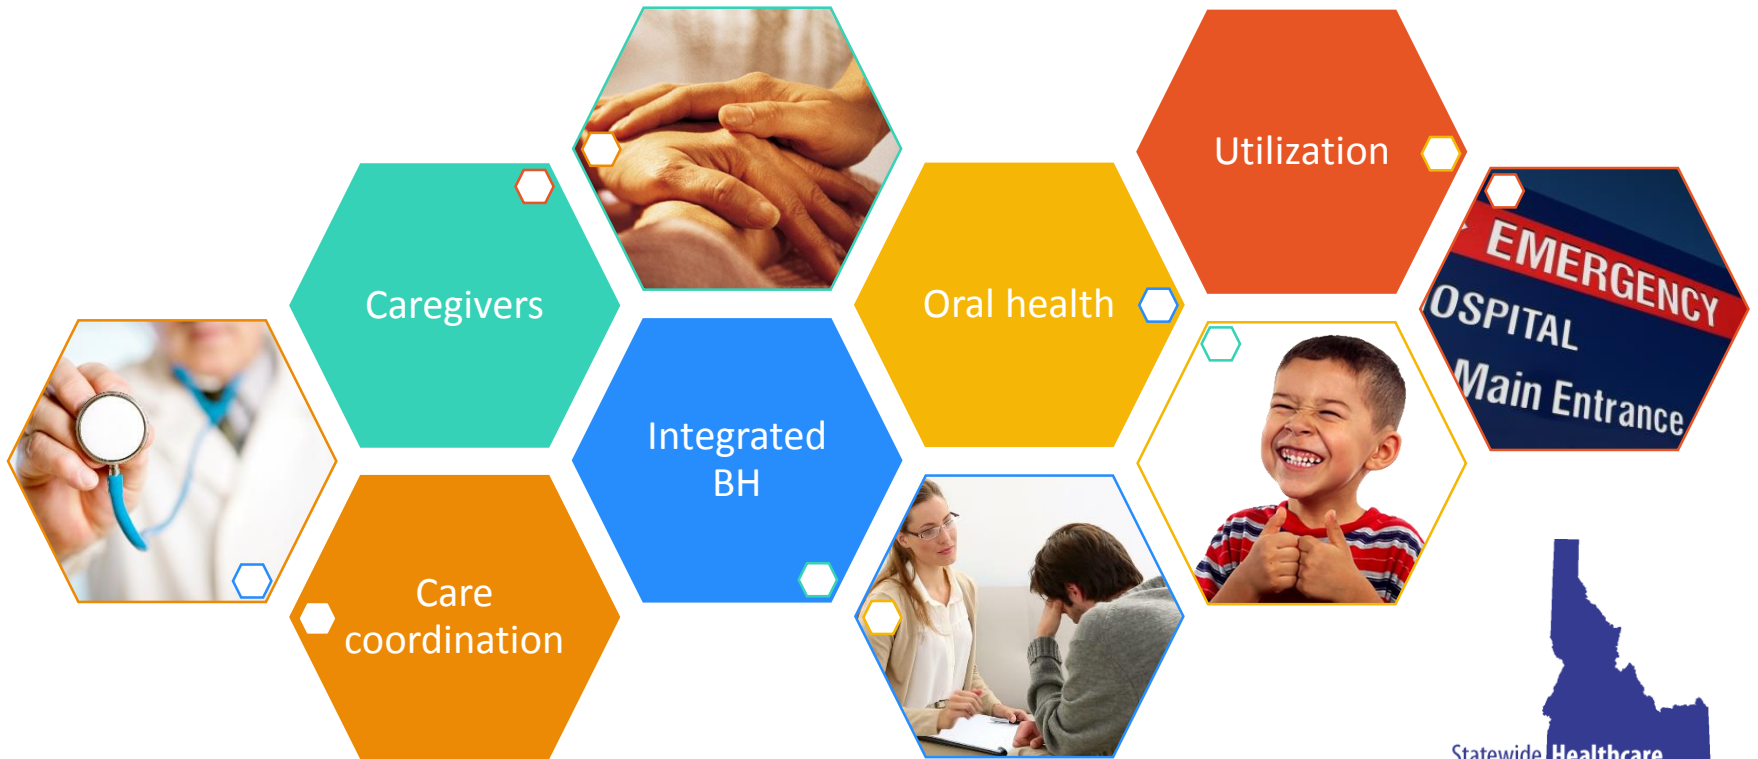 Utilization
EMERGENCY
OSPITAL
Main Entrance
Caregivers
Oral health
Integrated
BH
Care
coordination
Statewide Healthcare